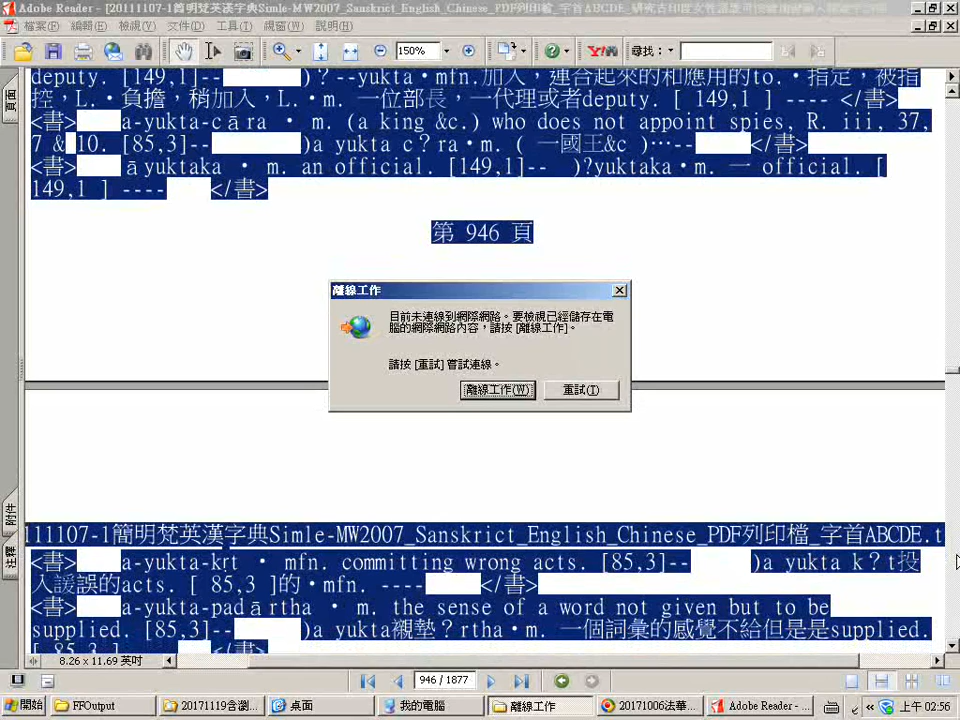 Adobe Reader - [20111107-1簡明梵英漢字典Simle-MW2007_Sanskrict_English_Chinese_PDF列印檔_字首ABCDE
檔案(F) 編輯(E) 檢視(V) 文件(D) 工具(T) 視窗(W) 說明(H)
150% Y! 尋找：
頁面
deputy. [149,1]-- )？--yukta‧mfn.加入，連合起來的和應用的to.‧指定，被指
控，L.‧負擔，稍加入，L.‧m. 一位部長，一代理或者deputy. [ 149,1 ] ---- </書>
<書> a-yukta-cāra ‧ m. (a king &c.) who does not appoint spies, R. iii, 37,
7 & 10. [85,3]-- )a yukta c？ra‧m. ( 一國王&c )…-- </書>
<書> āyuktaka ‧ m. an official. [149,1]-- )?yuktaka‧m. 一 official. [
149,1 ] ---- </書>
第 946 頁
離線工作
目前未連線到網際網路。要檢視已經儲存在電
腦的網際網路內容，請按 [離線工作]。
請按 [重試] 嘗試連線。
離線工作(W) 重試(T)
附件
註釋
111107-1簡明梵英漢字典Simle-MW2007_Sanskrict_English_Chinese_PDF列印檔_字首ABCDE.t
<書> a-yukta-kṛt ‧ mfn. committing wrong acts. [85,3]-- )a yukta k？t投
入誤的acts. [ 85,3 ]的‧mfn. ---- </書>
<書> a-yukta-padārtha ‧ m. the sense of a word not given but to be
supplied. [85,3]-- )a yukta襯墊？rtha‧m. 一個詞彙的感覺不給但是是supplied.
[ 85,3 ] </書>
8.26 x 11.69 英吋
946 / 1877
開始 FFOutput 20171119含瀏... 桌面 我的電腦 離線工作 20171006法華... Adobe Reader - ... 上午 02:56